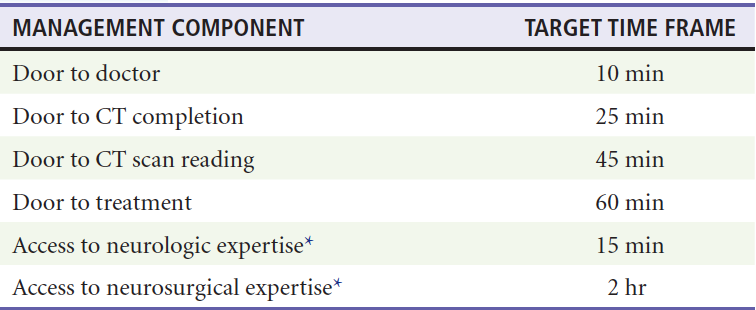 MANAGEMENT COMPONENT TARGET TIME FRAME
Door to doctor 10 min
Door to CT completion 25 min
Door to CT scan reading 45 min
Door to treatment 60 min
Access to neurologic expertise* 15 min
Access to neurosurgical expertise* 2 hr